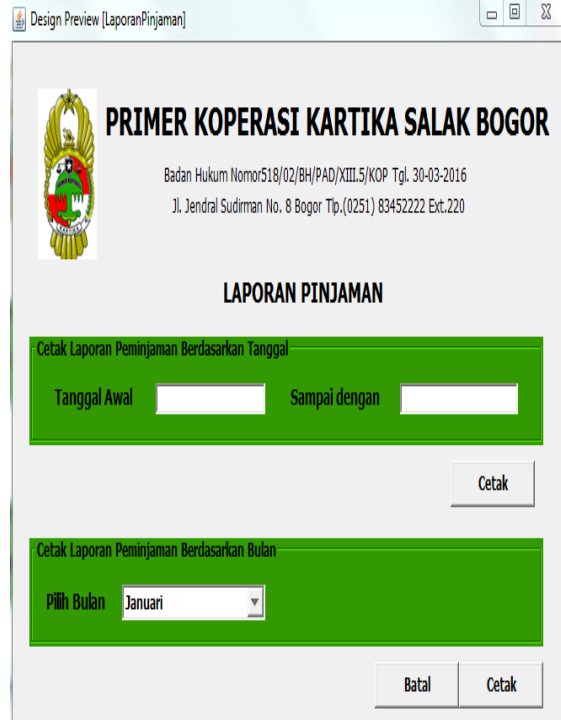 Design Preview [LaporanPinjaman]
PRIMER KOPERASI KARTIKA SALAK BOGOR
Badan Hukum Nomor518/02/BH/PAD/XIII.5/KOP Tgl. 30-03-2016
Jl. Jendral Sudirman No. 8 Bogor Tlp.(0251) 83452222 Ext.220
LAPORAN PINJAMAN
Cetak Laporan Peminjaman Berdasarkan Tanggal
Tanggal Awal Sampai dengan
Cetak
Cetak Laporan Peminjaman Berdasarkan Bulan
Pilih Bulan Januari
Batal Cetak